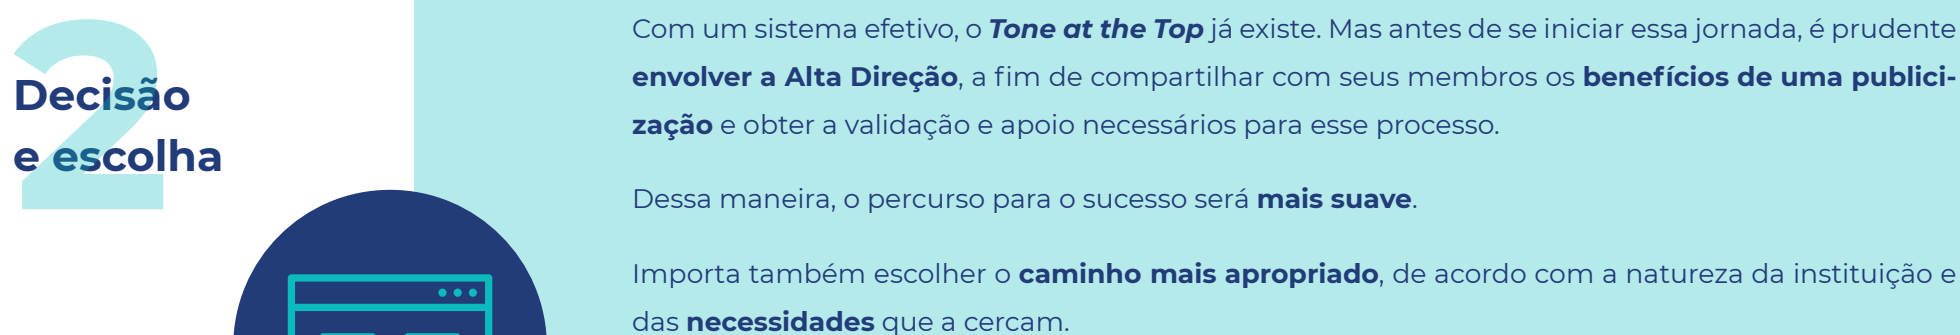 2
Decisão
e escolha
Com um sistema efetivo, o Tone at the Top já existe. Mas antes de se iniciar essa jornada, é prudente
envolver a Alta Direção, a fim de compartilhar com seus membros os benefícios de uma publici-
zação e obter a validação e apoio necessários para esse processo.
Dessa maneira, o percurso para o sucesso será mais suave.
Importa também escolher o caminho mais apropriado, de acordo com a natureza da instituição e
das necessidades que a cercam.